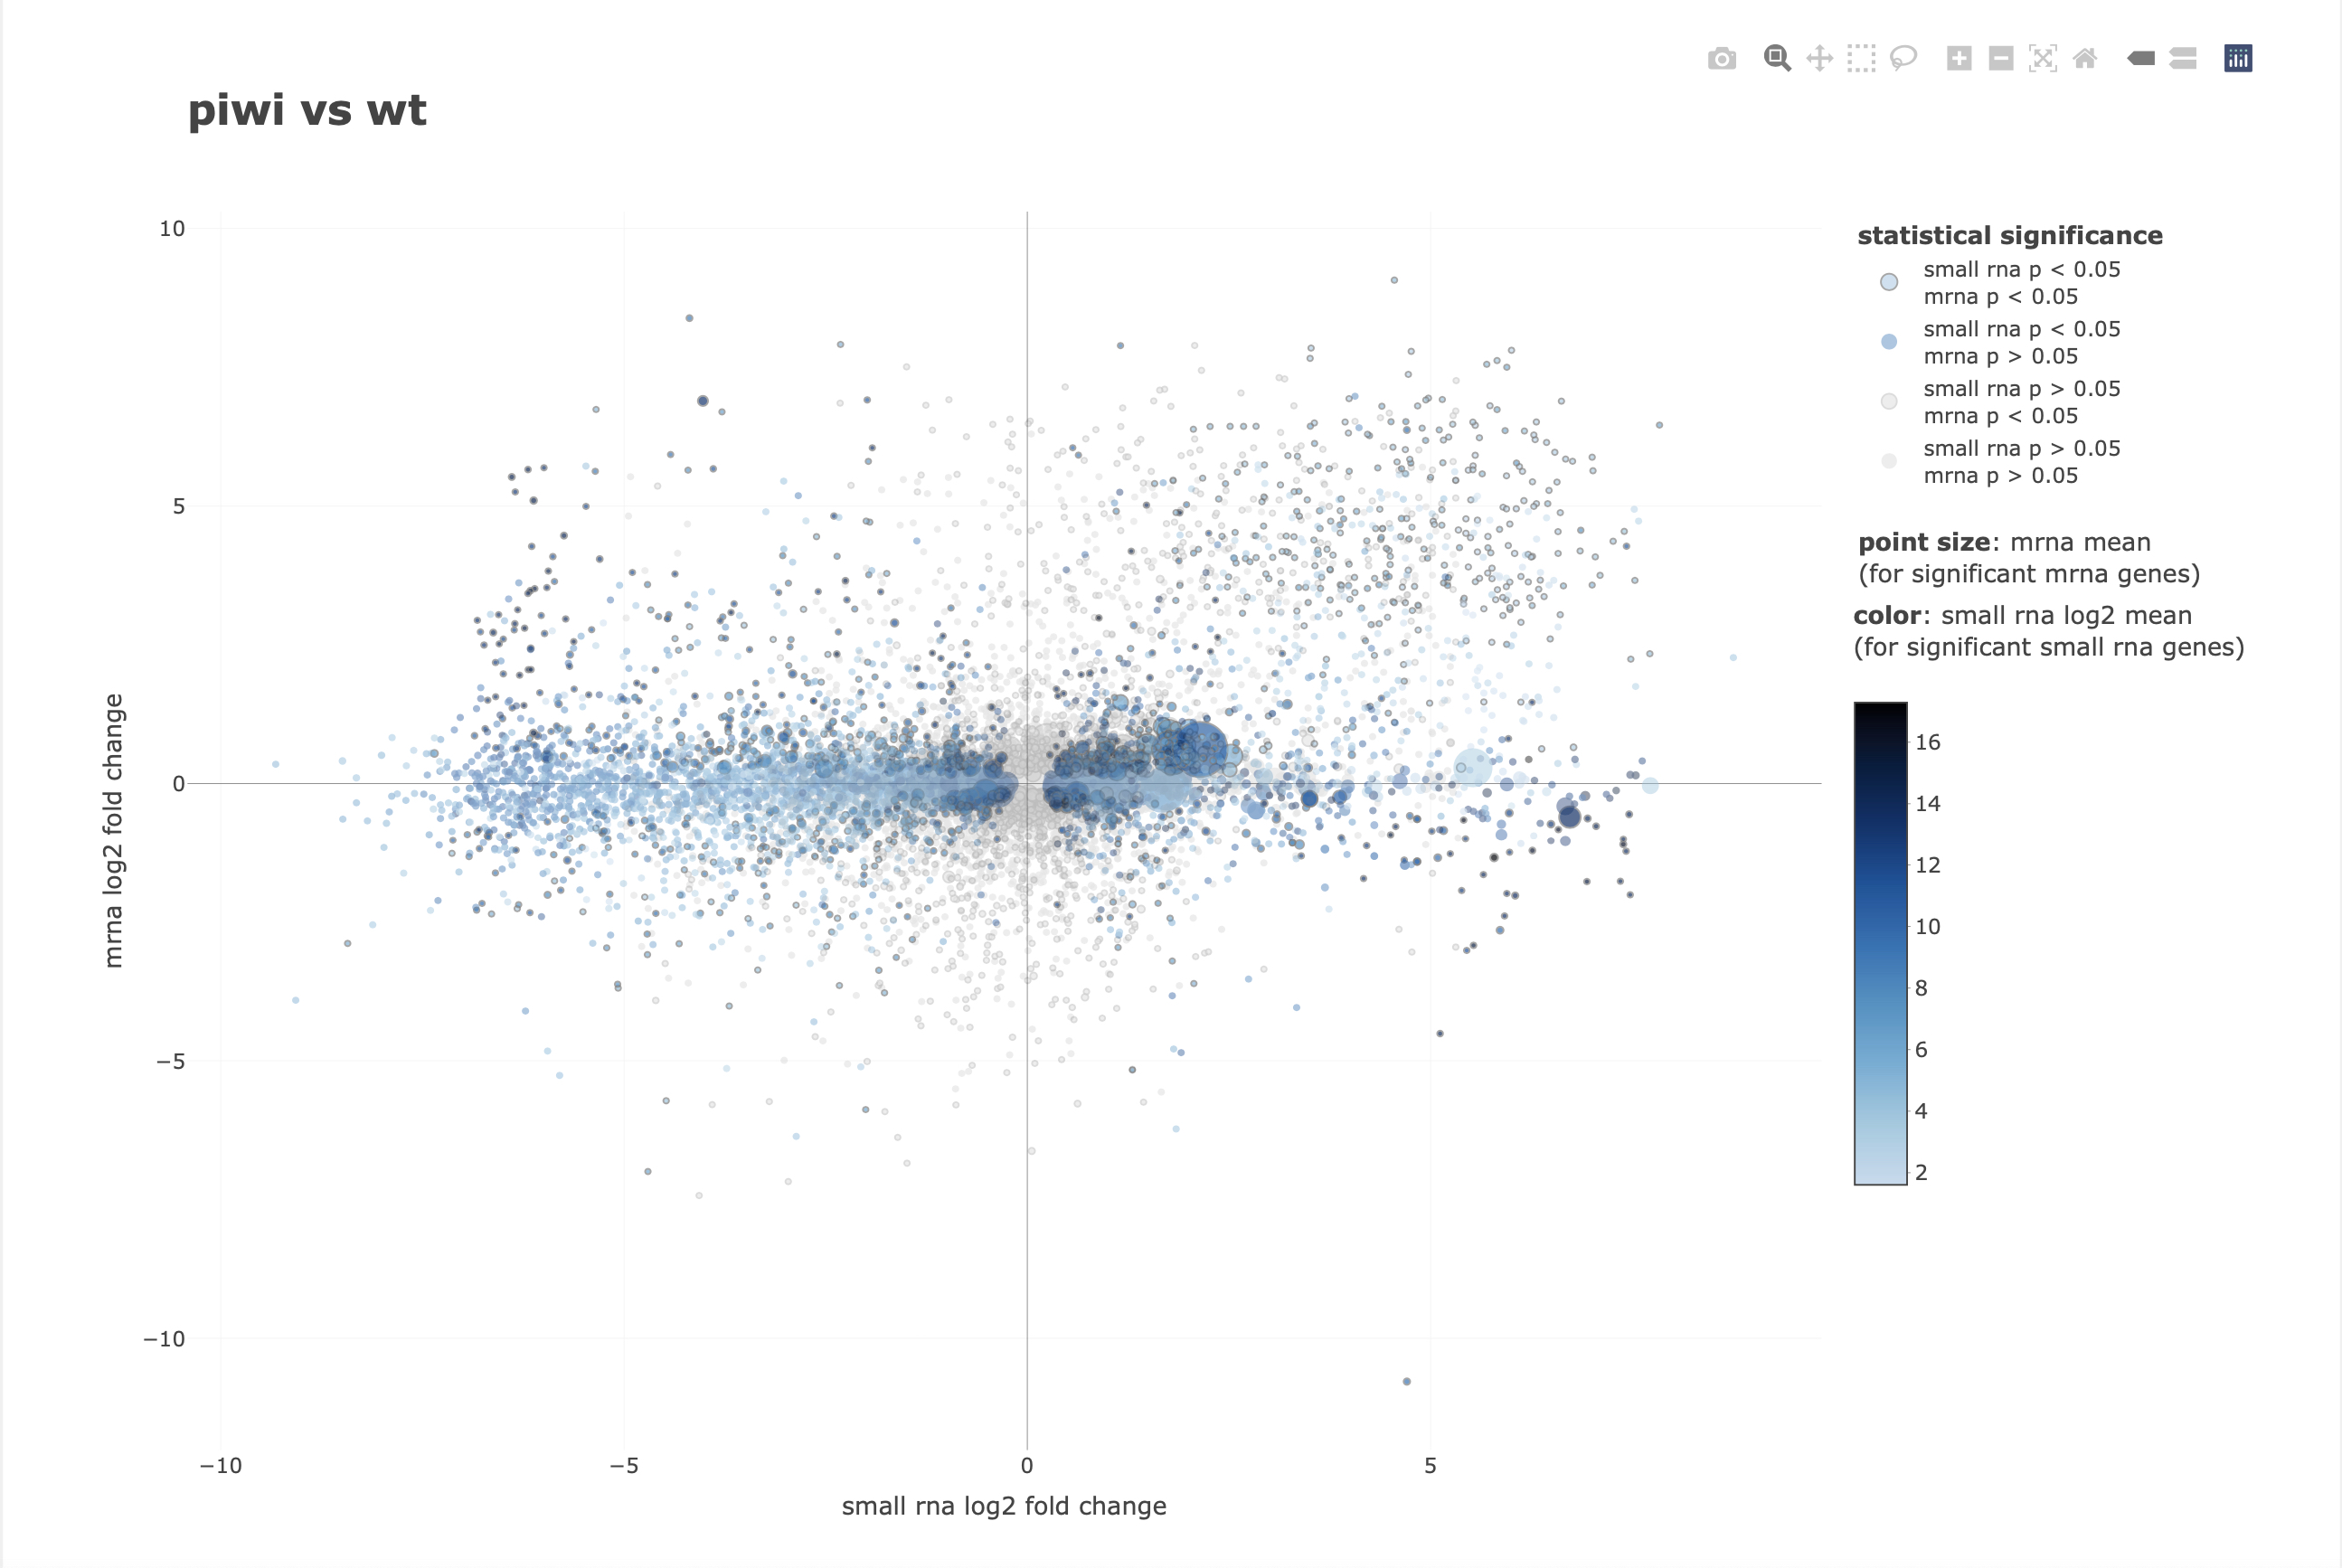 piwi vs wt
10
5
0
−5
−10
mrna log2 fold change
−10
−5
0
5
small rna log2 fold change
statistical significance
small rna p < 0.05
mrna p < 0.05
small rna p < 0.05
mrna p > 0.05
small rna p > 0.05
mrna p < 0.05
small rna p > 0.05
mrna p > 0.05
point size: mrna mean
(for significant mrna genes)
color: small rna log2 mean
(for significant small rna genes)
16
14
12
10
8
6
4
2